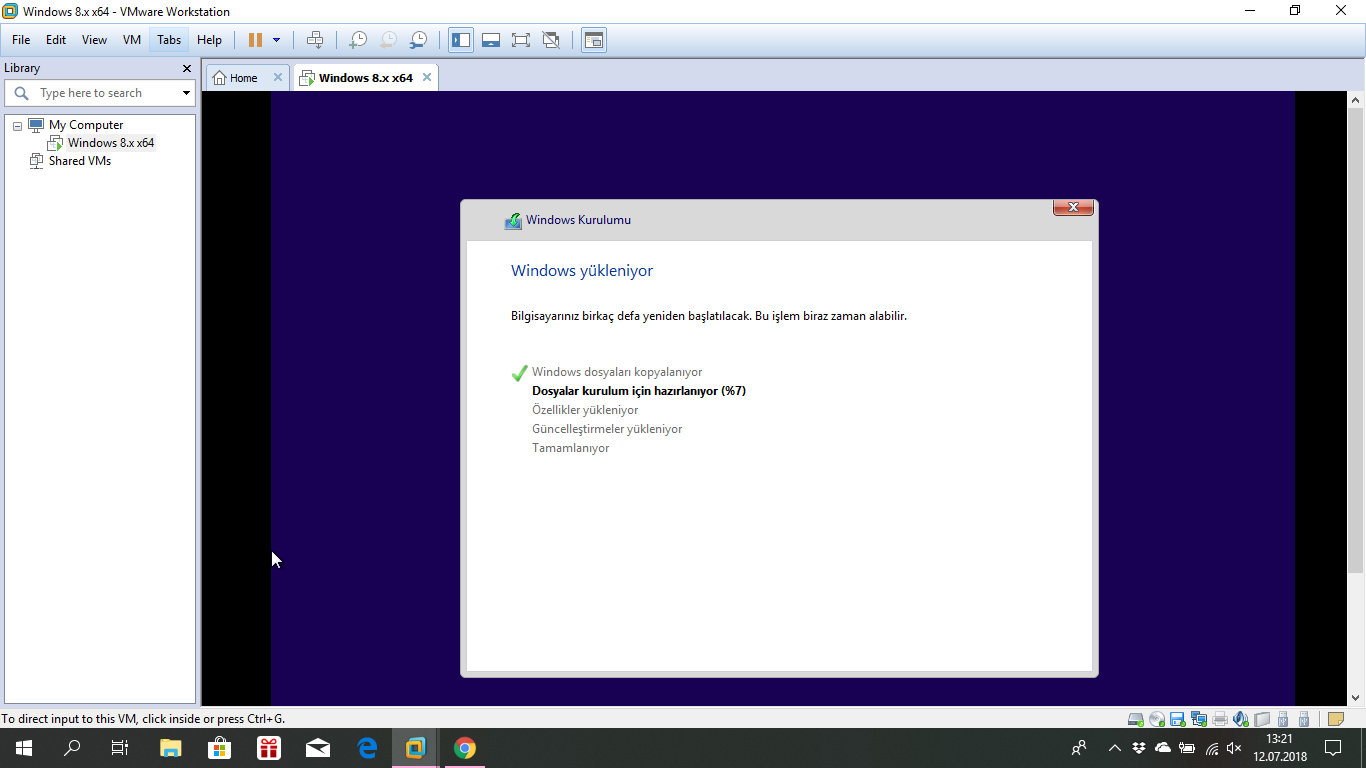 Windows 8.x x64 - VMware Workstation
File Edit View VM Tabs Help
Library
Type here to search
My Computer
Windows 8.x x64
Shared VMs
Home
Windows 8.x x64
Windows Kurulumu
Windows yükleniyor
Bilgisayarınız birkaç defa yeniden başlatılacak. Bu işlem biraz zaman alabilir.
Windows dosyaları kopyalanıyor
Dosyalar kurulum için hazırlanıyor (%7)
Özellikler yükleniyor
Güncelleştirmeler yükleniyor
Tamamlanıyor
To direct input to this VM, click inside or press Ctrl+G.
13:21
12.07.2018